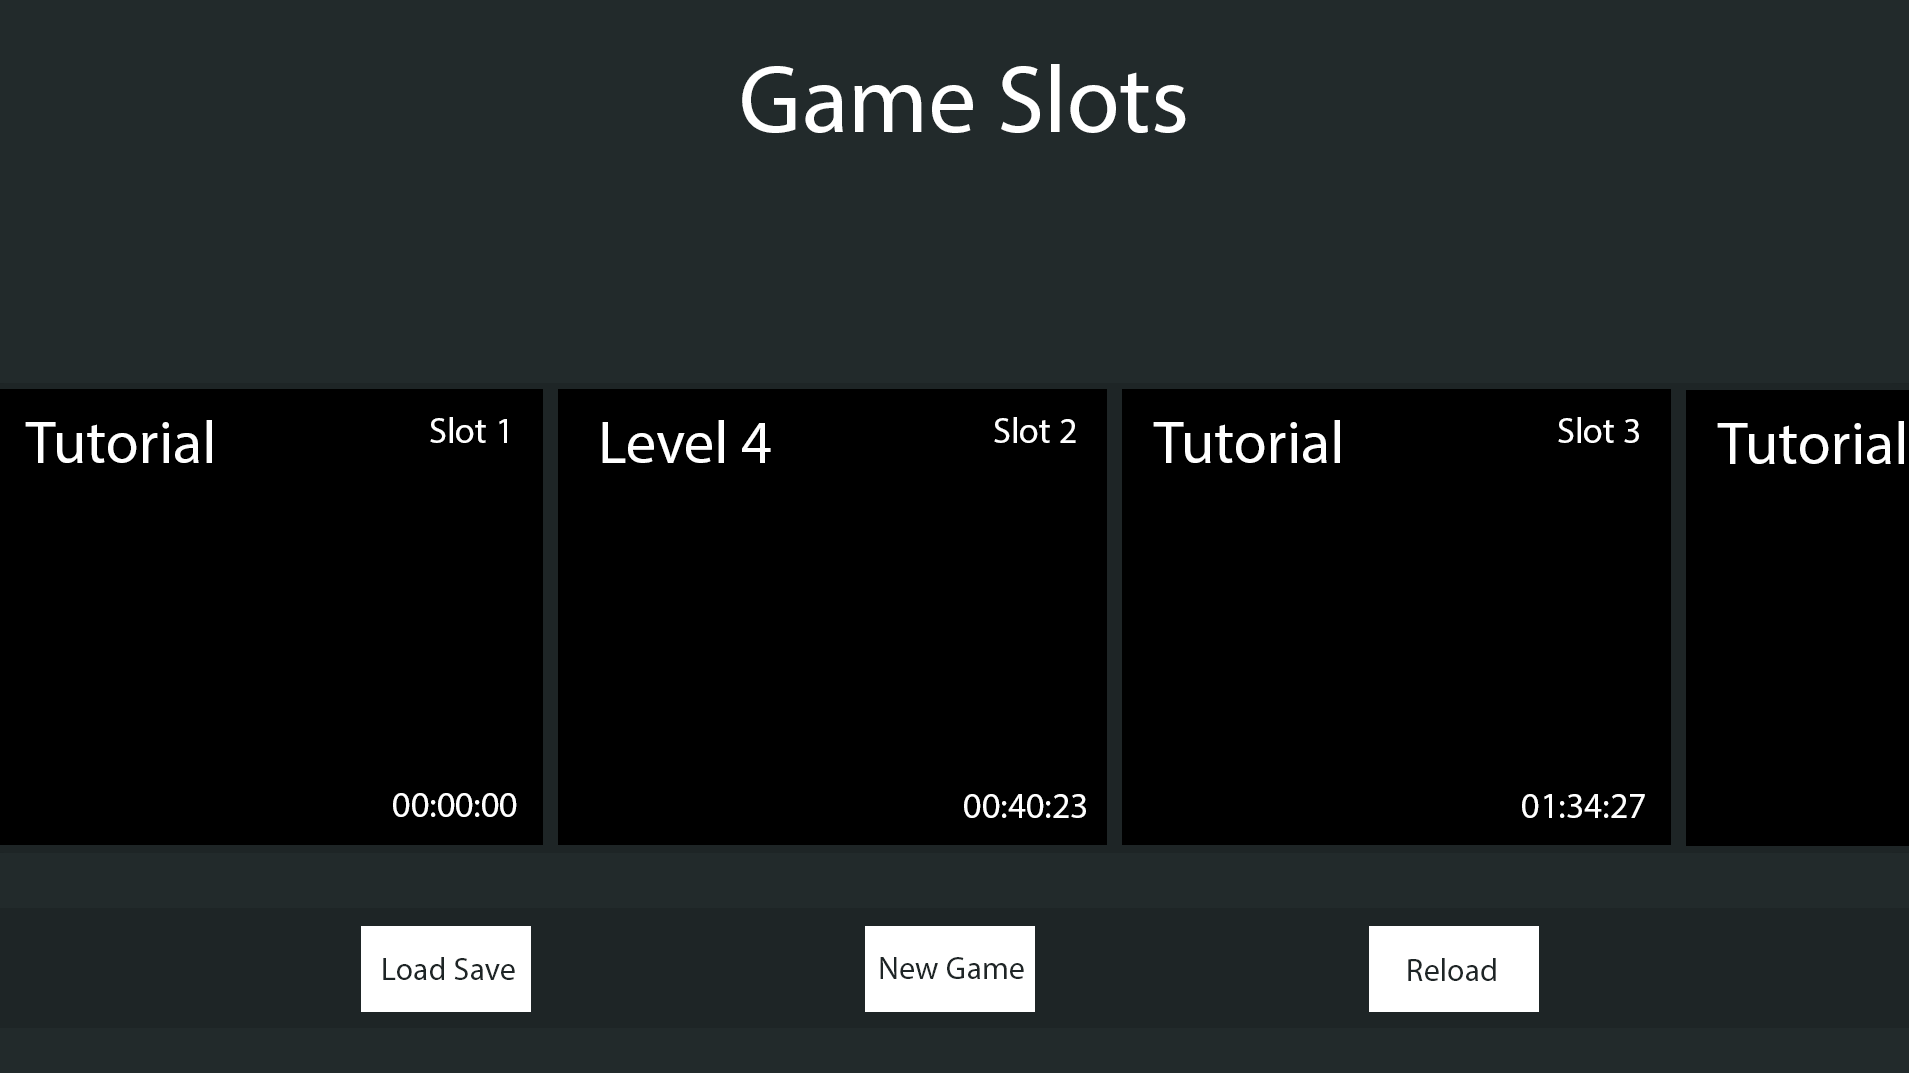 Game Slots
Tutorial
Slot 1
00:00:00
Level 4
Slot 2
00:40:23
Tutorial
Slot 3
01:34:27
Tutorial
Load Save
New Game
Reload